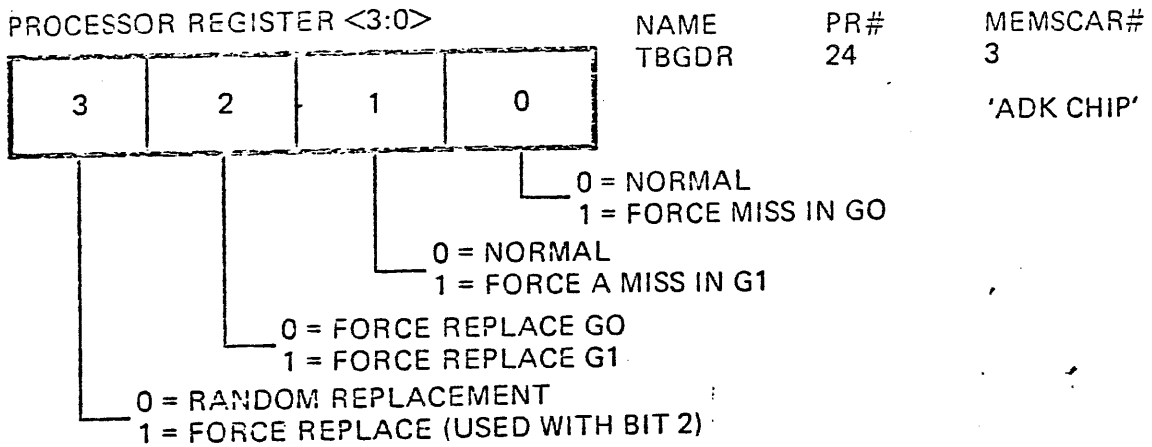 PROCESSOR REGISTER <3:0> NAME PR# MEMSCAR#
TBGDR 24 3
3 2 1 0
'ADK CHIP'
0 = NORMAL
1 = FORCE MISS IN GO
0 = NORMAL
1 = FORCE A MISS IN G1
0 = FORCE REPLACE GO
1 = FORCE REPLACE G1
0 = RANDOM REPLACEMENT
1 = FORCE REPLACE (USED WITH BIT 2)